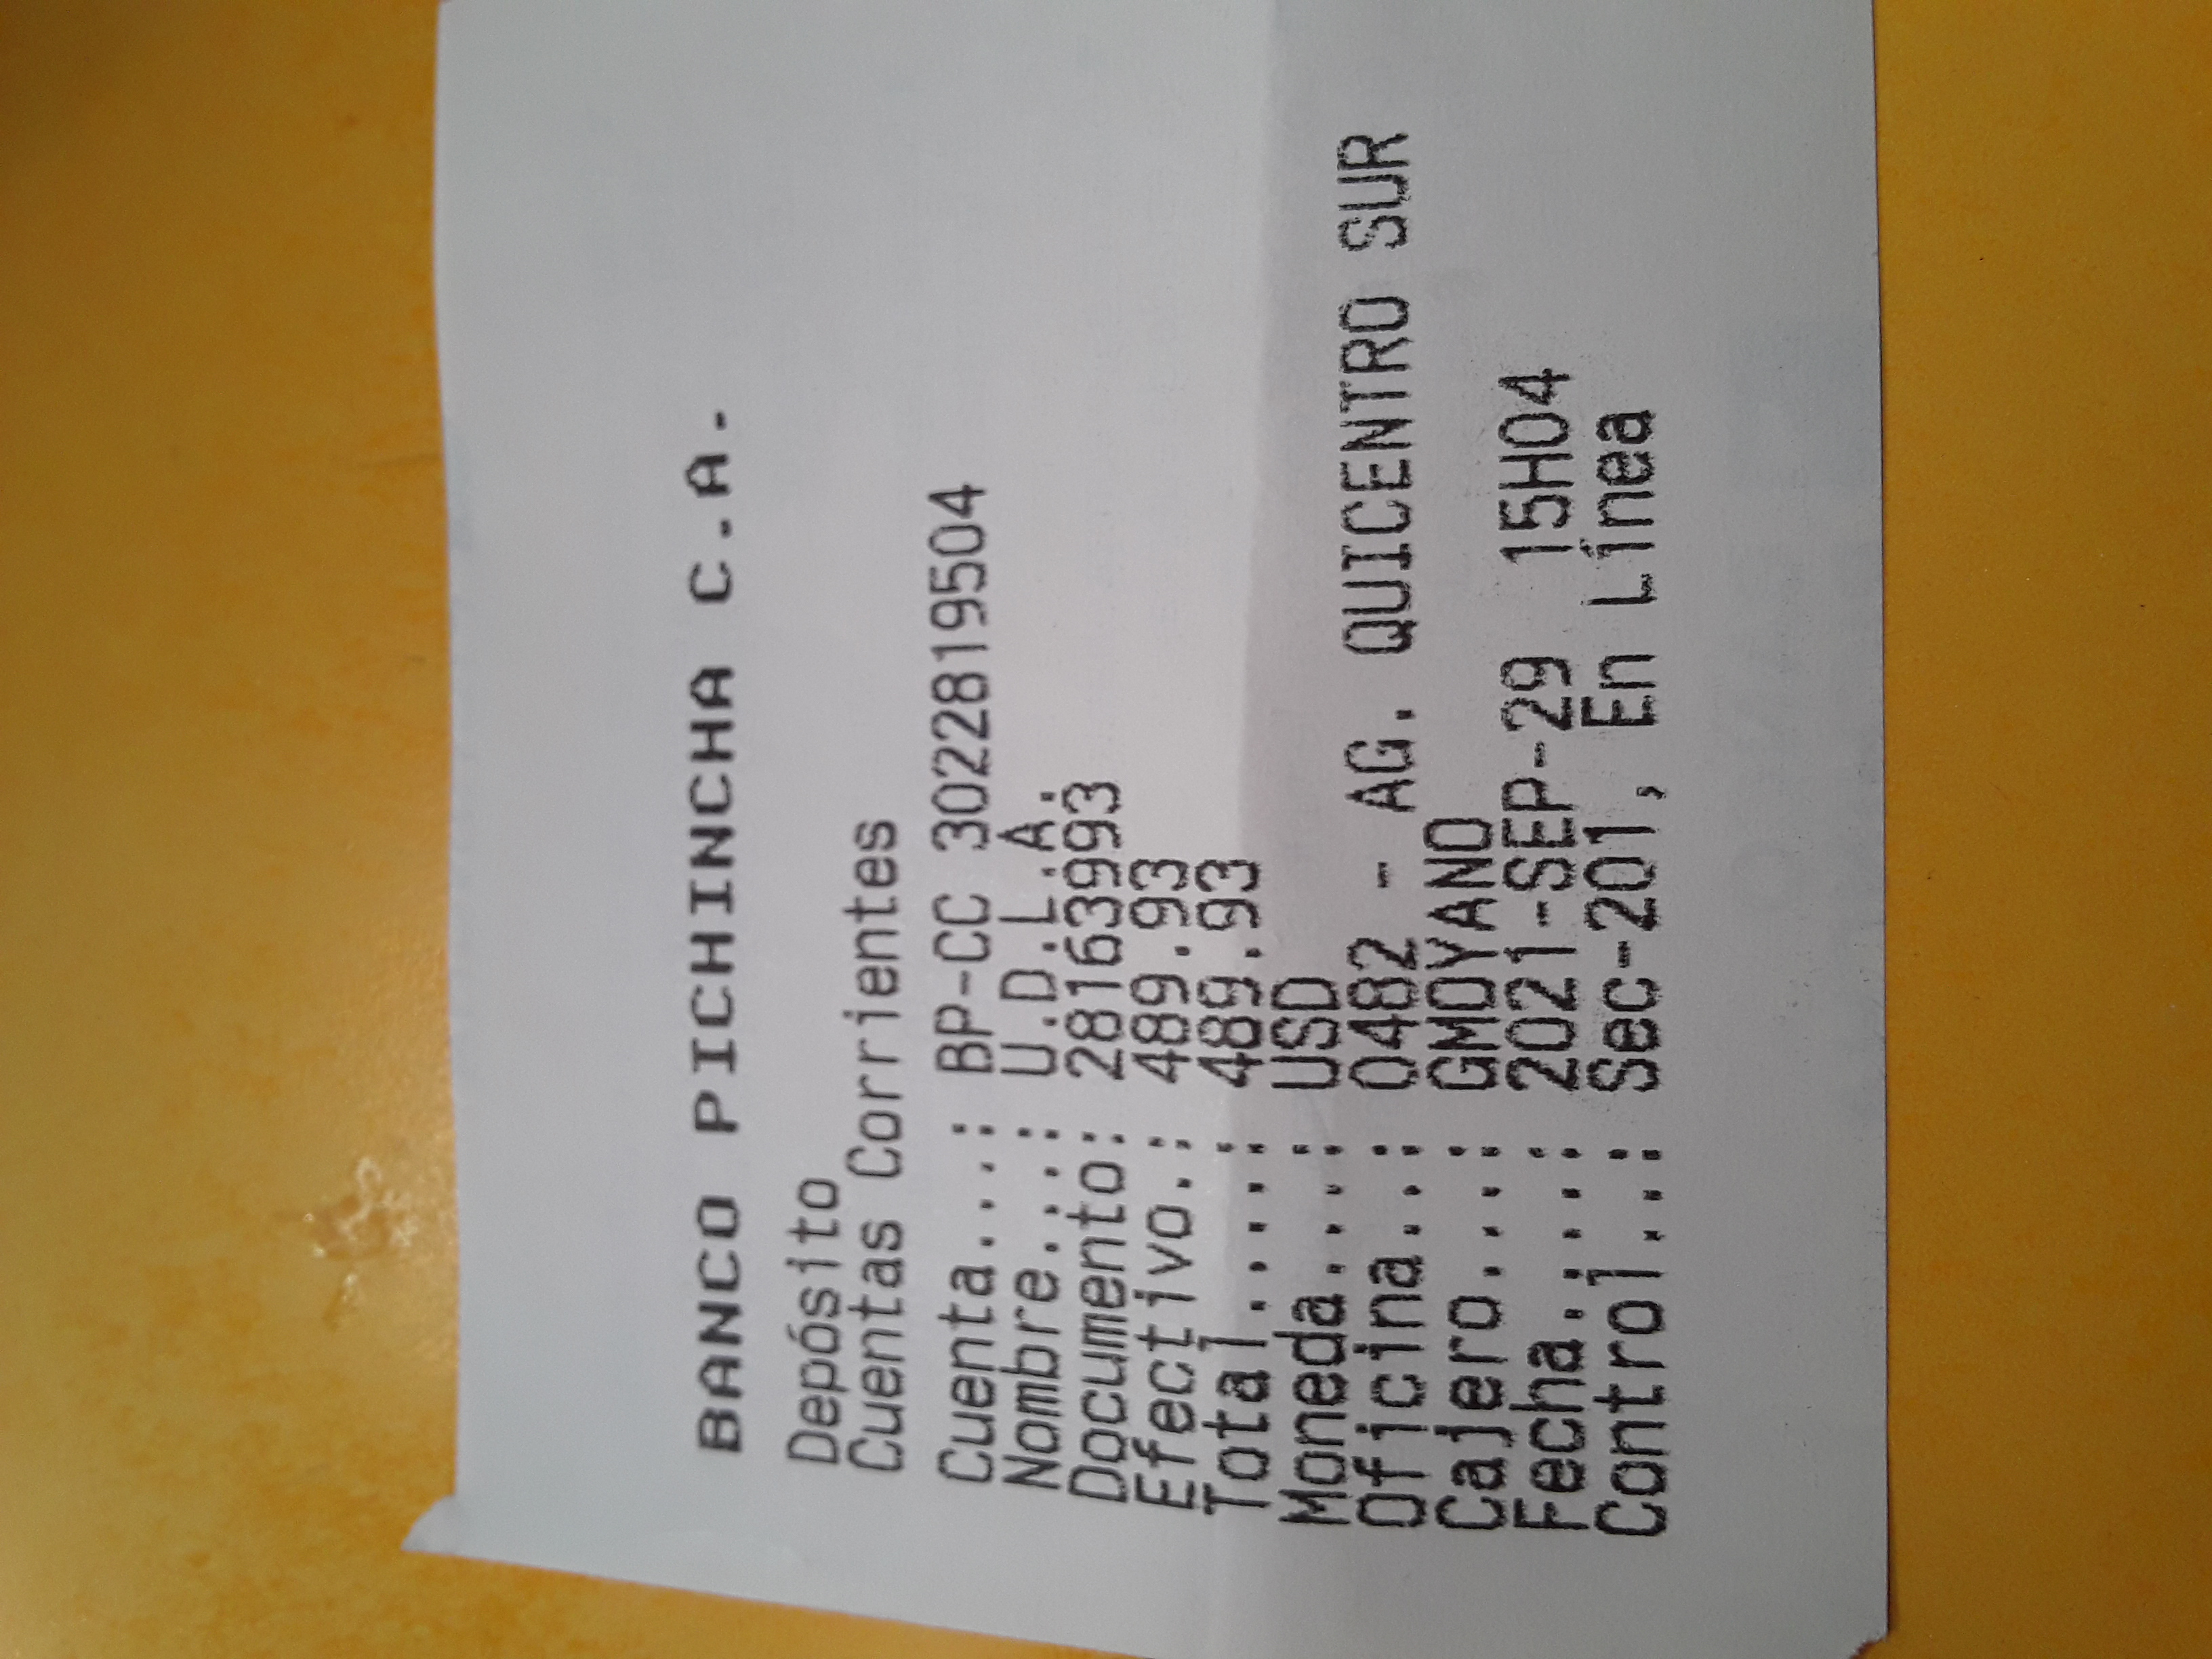 BANCO PICHINCHA C.A.
Depósito
Cuentas Corrientes
Cuenta....: BP-CC 3022819504
Nombre....: U.D.L.A.
Documento: 281639993
Efectivo.: 489.93
Total.....: 489.93
Moneda....: USD
Oficina...: 0482 - AG. QUICENTRO SUR
Cajero....: GMOYANO
Fecha.....: 2021-SEP-29 15H04
Control...: Sec-201, En Línea